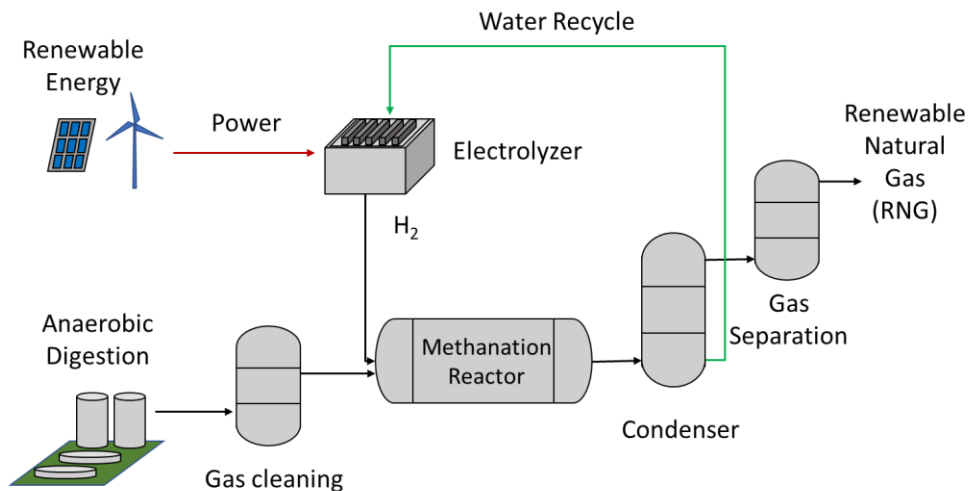 Water Recycle
Renewable
Energy
Power
Electrolyzer
Renewable
Natural
Gas
(RNG)
H₂
Gas
Separation
Anaerobic
Digestion
Methanation
Reactor
Condenser
Gas cleaning